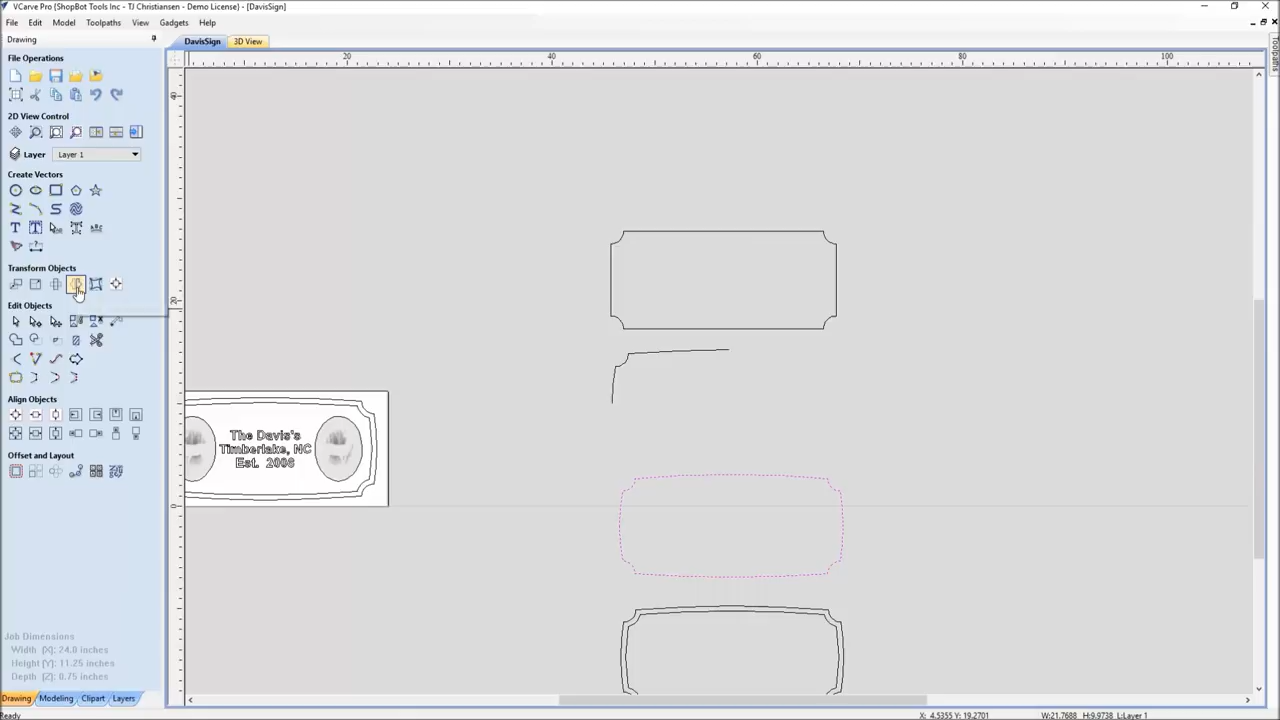 VCarve Pro (ShopBot Tools Inc - TJ Christiansen - Demo License) - [DavisSign]
File Edit Model Toolpaths View Gadgets Help
Drawing
DavisSign 3D View
Toolpaths
File Operations
20 40 60 80 100
40
2D View Control
Layer Layer 1
Create Vectors
Transform Objects
20
Edit Objects
Align Objects
The Davis's
Timberlake, NC
Est. 2006
Offset and Layout
0
Job Dimensions
Width (X): 24.0 inches
Height (Y): 11.25 inches
Depth (Z): 0.75 inches
Drawing Modeling Clipart Layers
Ready
X: 4.5355 Y: 19.2701
W:21.7688 H:9.9738 L:Layer 1